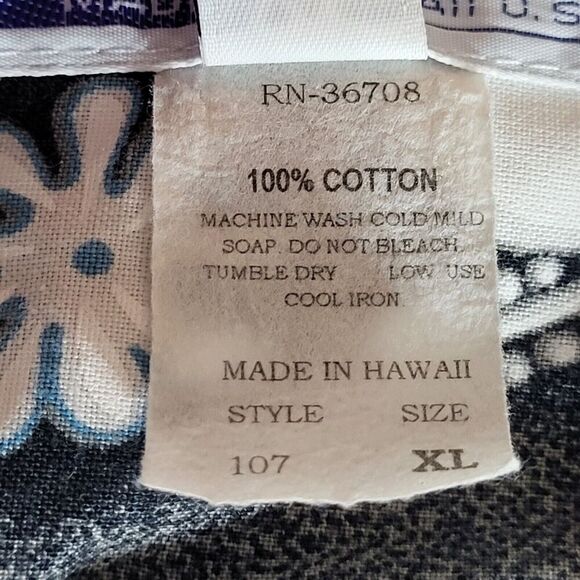 U.S
RN-36708
100% COTTON
MACHINE WASH COLD MILD
SOAP. DO NOT BLEACH.
TUMBLE DRY LOW USE
COOL IRON
MADE IN HAWAII
STYLE SIZE
107 XL